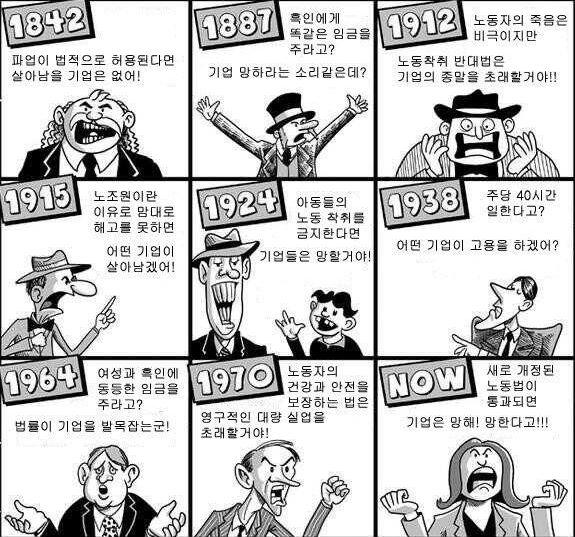 1842
파업이 법적으로 허용된다면
살아남을 기업은 없어!
1887
흑인에게
똑같은 임금을
주라고?
기업 망하라는 소리같은데?
1912
노동자의 죽음은
비극이지만
노동착취 반대법은
기업의 종말을 초래할거야!!
1915
노조원이란
이유로 맘대로
해고를 못하면
어떤 기업이
살아남겠어!
1924
아동들의
노동 착취를
금지한다면
기업들은 망할거야!
1938
주당 40시간
일한다고?
어떤 기업이 고용을 하겠어?
1964
여성과 흑인에
동등한 임금을
주라고?
법률이 기업을 발목잡는군!
1970
노동자의
건강과 안전을
보장하는 법은
영구적인 대량 실업을
초래할거야!
NOW
새로 개정된
노동법이
통과되면
기업은 망해! 망한다고!!!